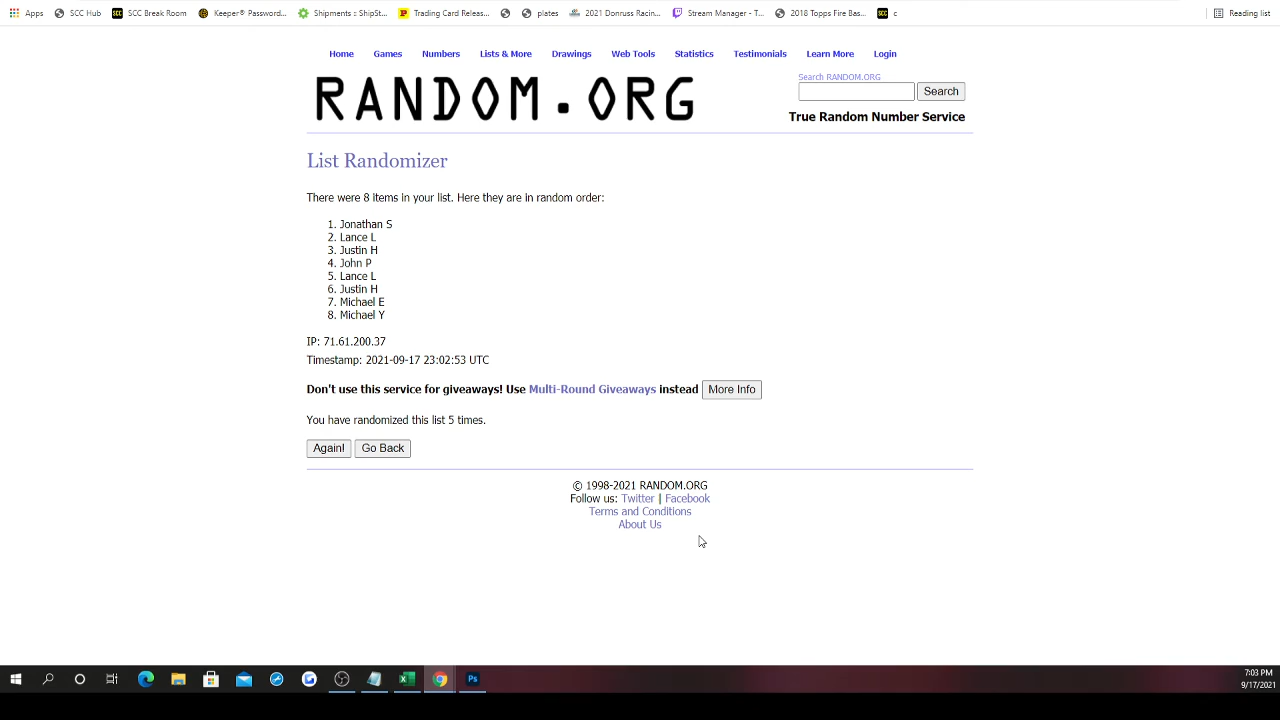 Apps SCC Hub SCC Break Room Keeper® Password... Shipments :: ShipSt... Trading Card Releas... plates 2021 Donruss Racin... Stream Manager - T... 2018 Topps Fire Bas... c Reading list
Home Games Numbers Lists & More Drawings Web Tools Statistics Testimonials Learn More Login
RANDOM.ORG
Search RANDOM.ORG
Search
True Random Number Service
List Randomizer
There were 8 items in your list. Here they are in random order:
1. Jonathan S
2. Lance L
3. Justin H
4. John P
5. Lance L
6. Justin H
7. Michael E
8. Michael Y
IP: 71.61.200.37
Timestamp: 2021-09-17 23:02:53 UTC
Don't use this service for giveaways! Use Multi-Round Giveaways instead More Info
You have randomized this list 5 times.
Again! Go Back
© 1998-2021 RANDOM.ORG
Follow us: Twitter | Facebook
Terms and Conditions
About Us
7:03 PM
9/17/2021